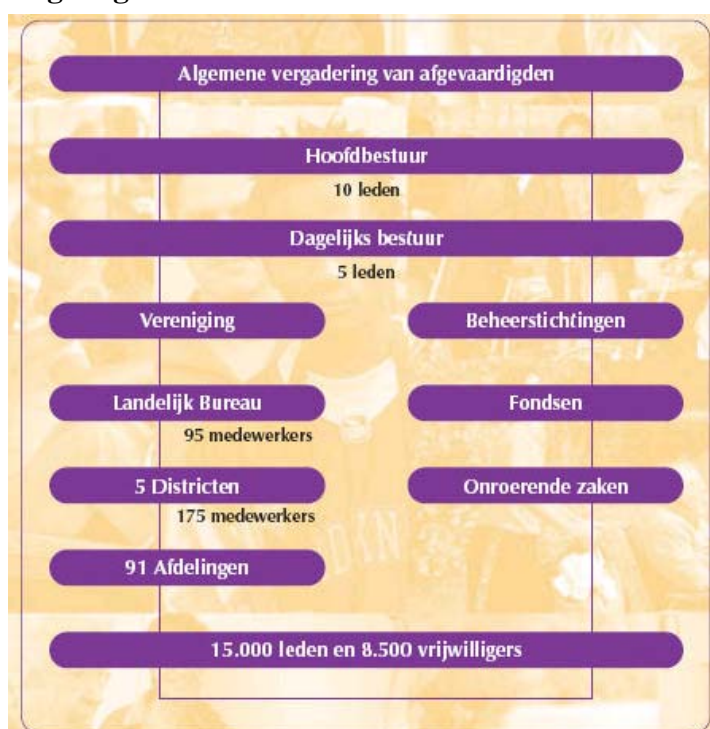 Algemene vergadering van afgevaardigden
Hoofdbestuur
10 leden
Dagelijks bestuur
5 leden
Vereniging
Beheerstichtingen
Landelijk Bureau
Fondsen
95 medewerkers
5 Districten
Onroerende zaken
175 medewerkers
91 Afdelingen
15.000 leden en 8.500 vrijwilligers